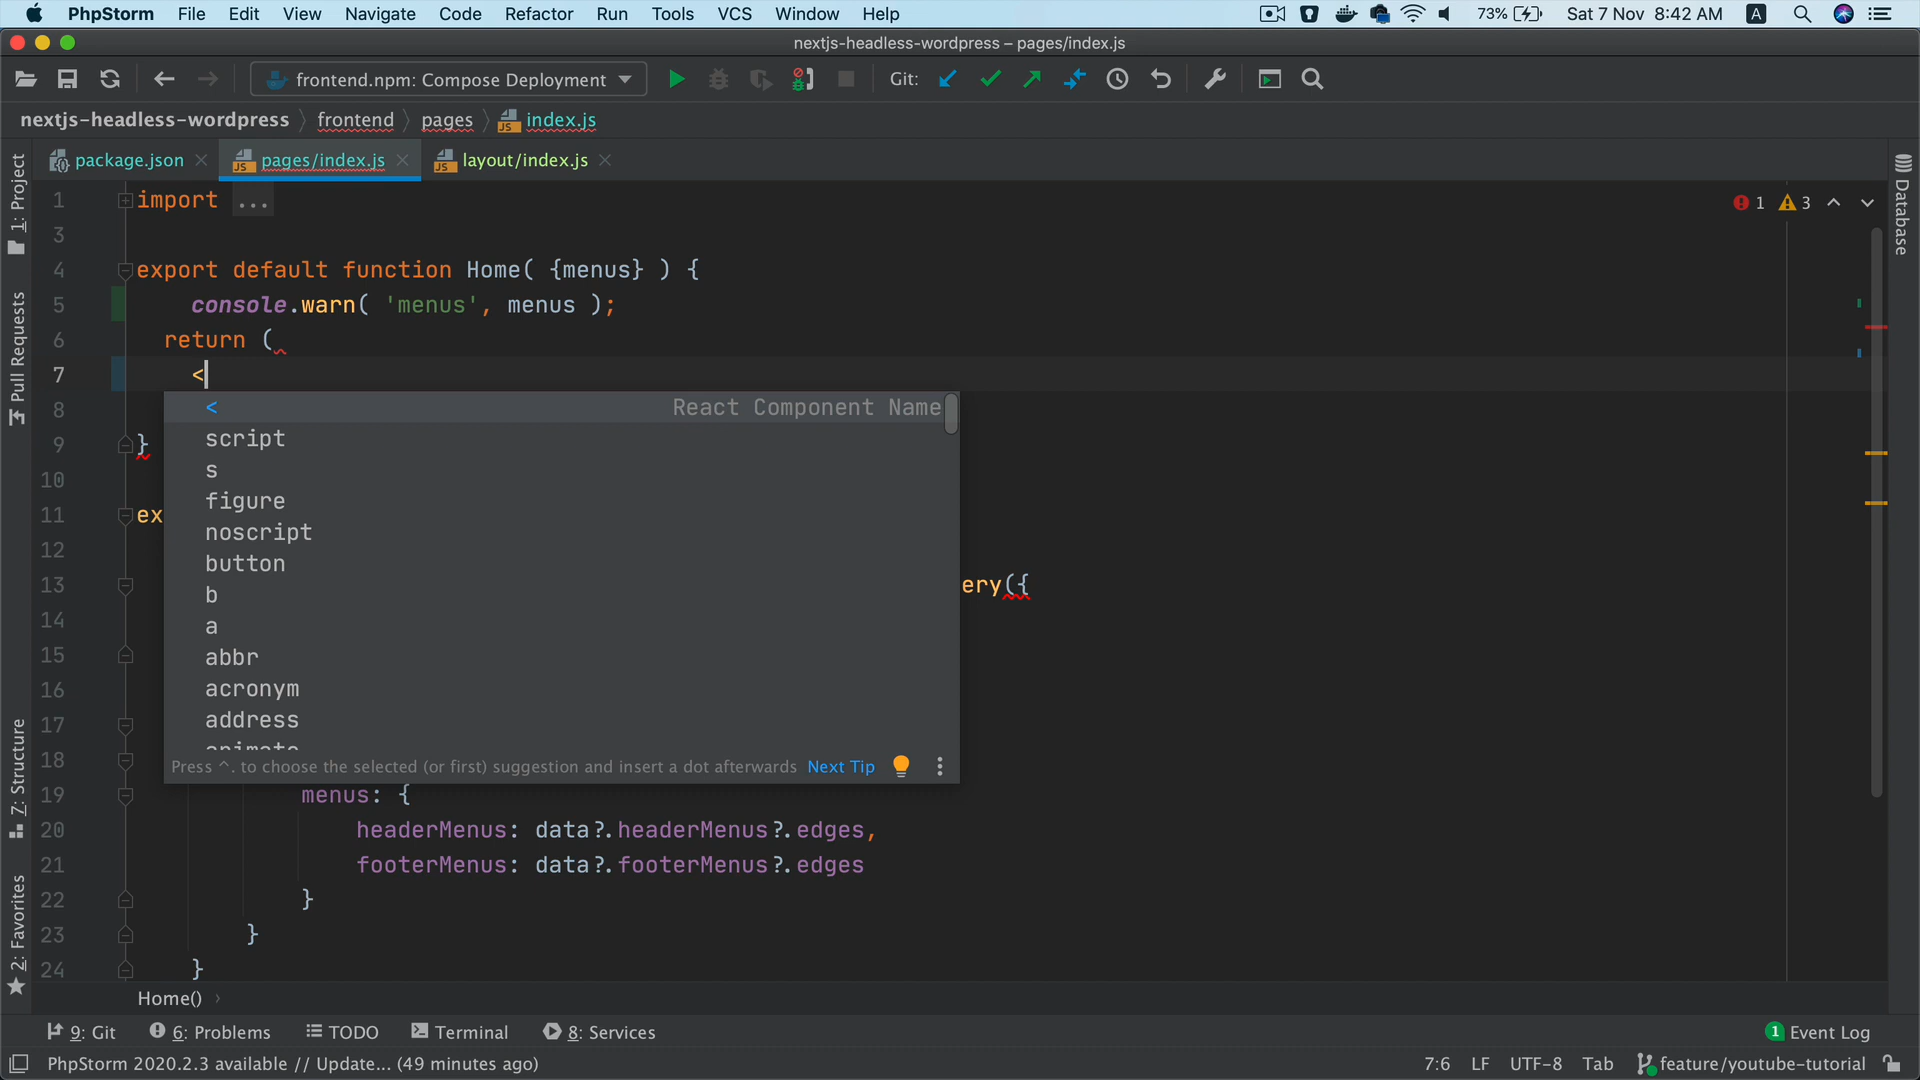 PhpStorm File Edit View Navigate Code Refactor Run Tools VCS Window Help 73% Sat 7 Nov 8:42 AM A
nextjs-headless-wordpress – pages/index.js
frontend.npm: Compose Deployment Git:
nextjs-headless-wordpress frontend pages index.js
package.json pages/index.js layout/index.js
1: Project
Pull Requests
Z: Structure
2: Favorites
Database
1 import ...
1 3
3
4 export default function Home( {menus} ) {
5 console.warn( 'menus', menus );
6 return (
7 <
8
9 }
10
11 ex
12
13 ery({
14
15
16
17
18
< React Component Name
script
s
figure
noscript
button
b
a
abbr
acronym
address
Press ^. to choose the selected (or first) suggestion and insert a dot afterwards Next Tip
19 menus: {
20 headerMenus: data?.headerMenus?.edges,
21 footerMenus: data?.footerMenus?.edges
22 }
23 }
24 }
Home()
9: Git 6: Problems TODO Terminal 8: Services 1 Event Log
PhpStorm 2020.2.3 available // Update... (49 minutes ago) 7:6 LF UTF-8 Tab feature/youtube-tutorial